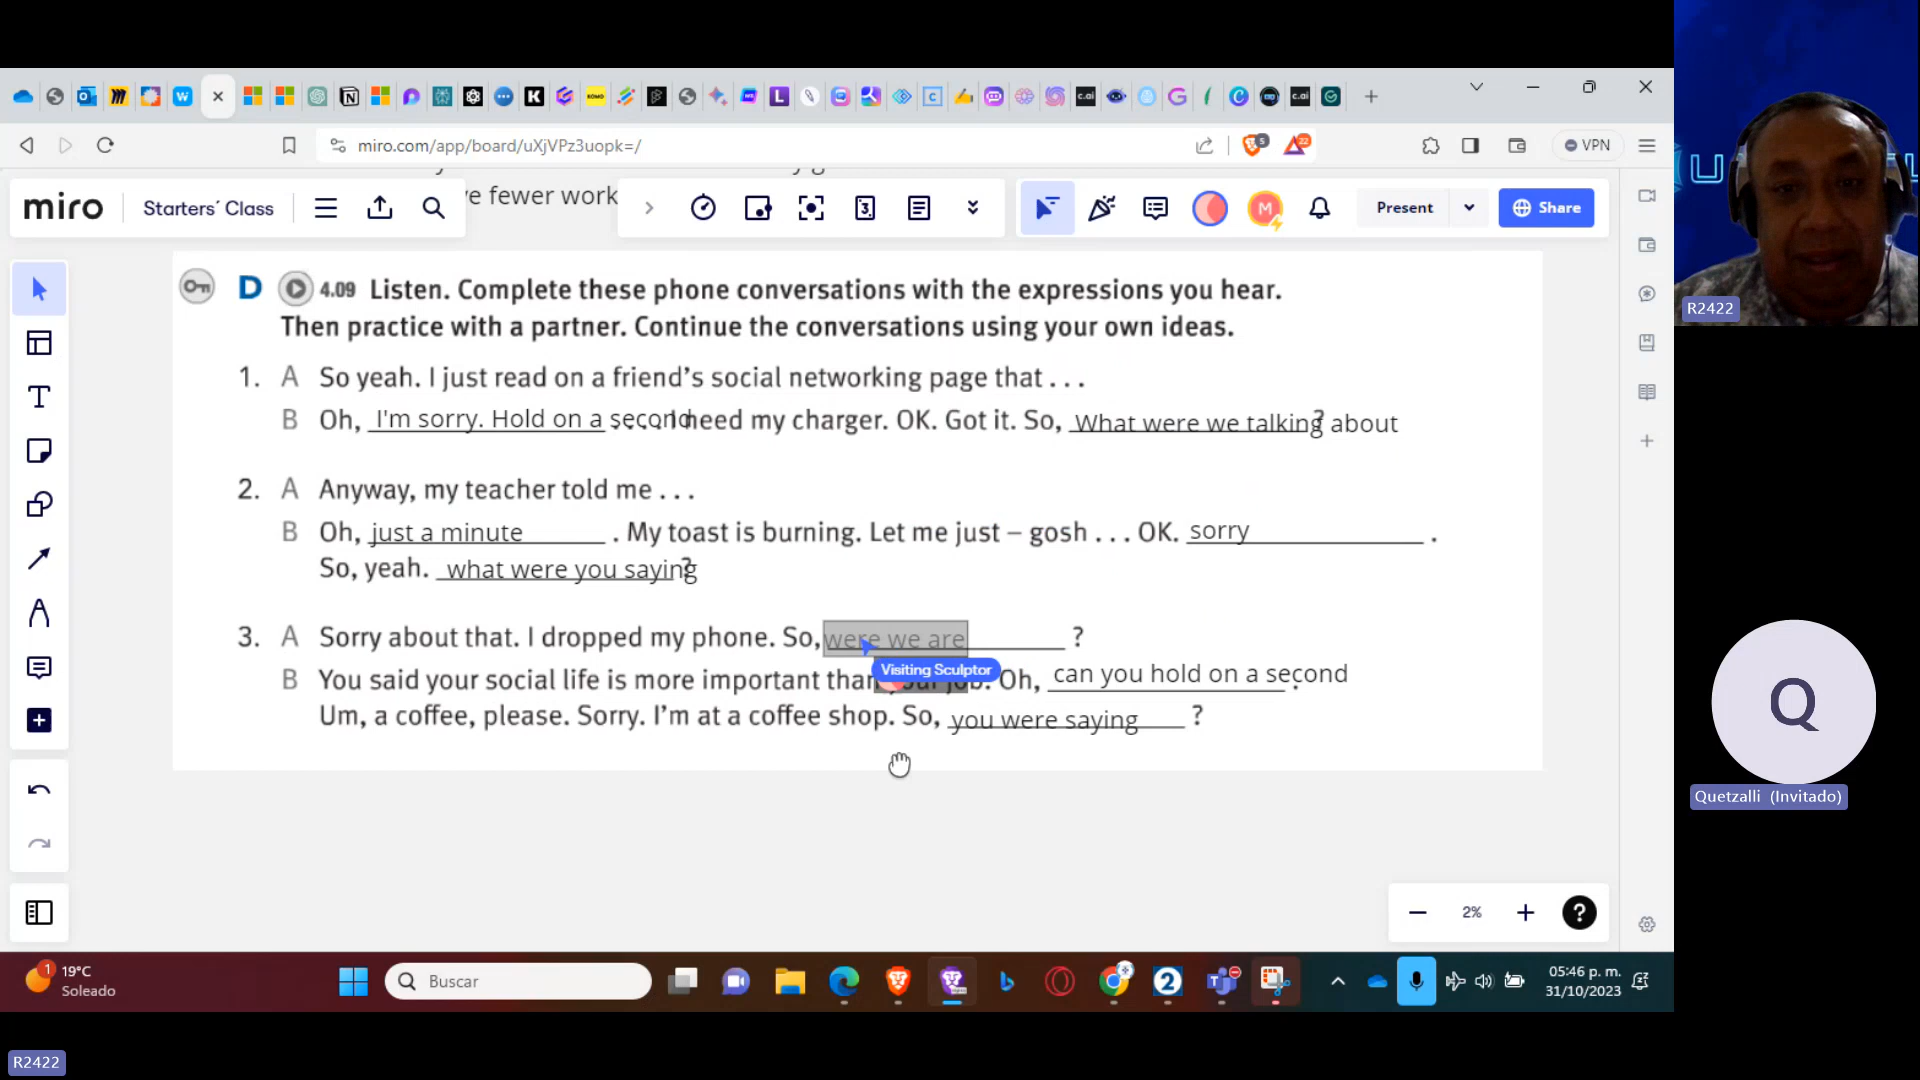 miro.com/app/board/uXjVPz3uopk=/
VPN
ve fewer work
miro
Starters´ Class
Present
Share
M
D 4.09 Listen. Complete these phone conversations with the expressions you hear.
Then practice with a partner. Continue the conversations using your own ideas.
1. A So yeah. I just read on a friend's social networking page that . . .
B Oh, I'm sorry. Hold on a second . . . I need my charger. OK. Got it. So, What were we talking about ?
2. A Anyway, my teacher told me . . .
B Oh, just a minute . My toast is burning. Let me just – gosh . . . OK. sorry .
So, yeah. what were you saying ?
3. A Sorry about that. I dropped my phone. So, were we are ?
Visiting Sculptor
B You said your social life is more important than your job. Oh, can you hold on a second .
Um, a coffee, please. Sorry. I'm at a coffee shop. So, you were saying ?
2%
?
R2422
Q
Quetzalli (Invitado)
1
19°C
Soleado
Buscar
05:46 p. m.
31/10/2023
R2422